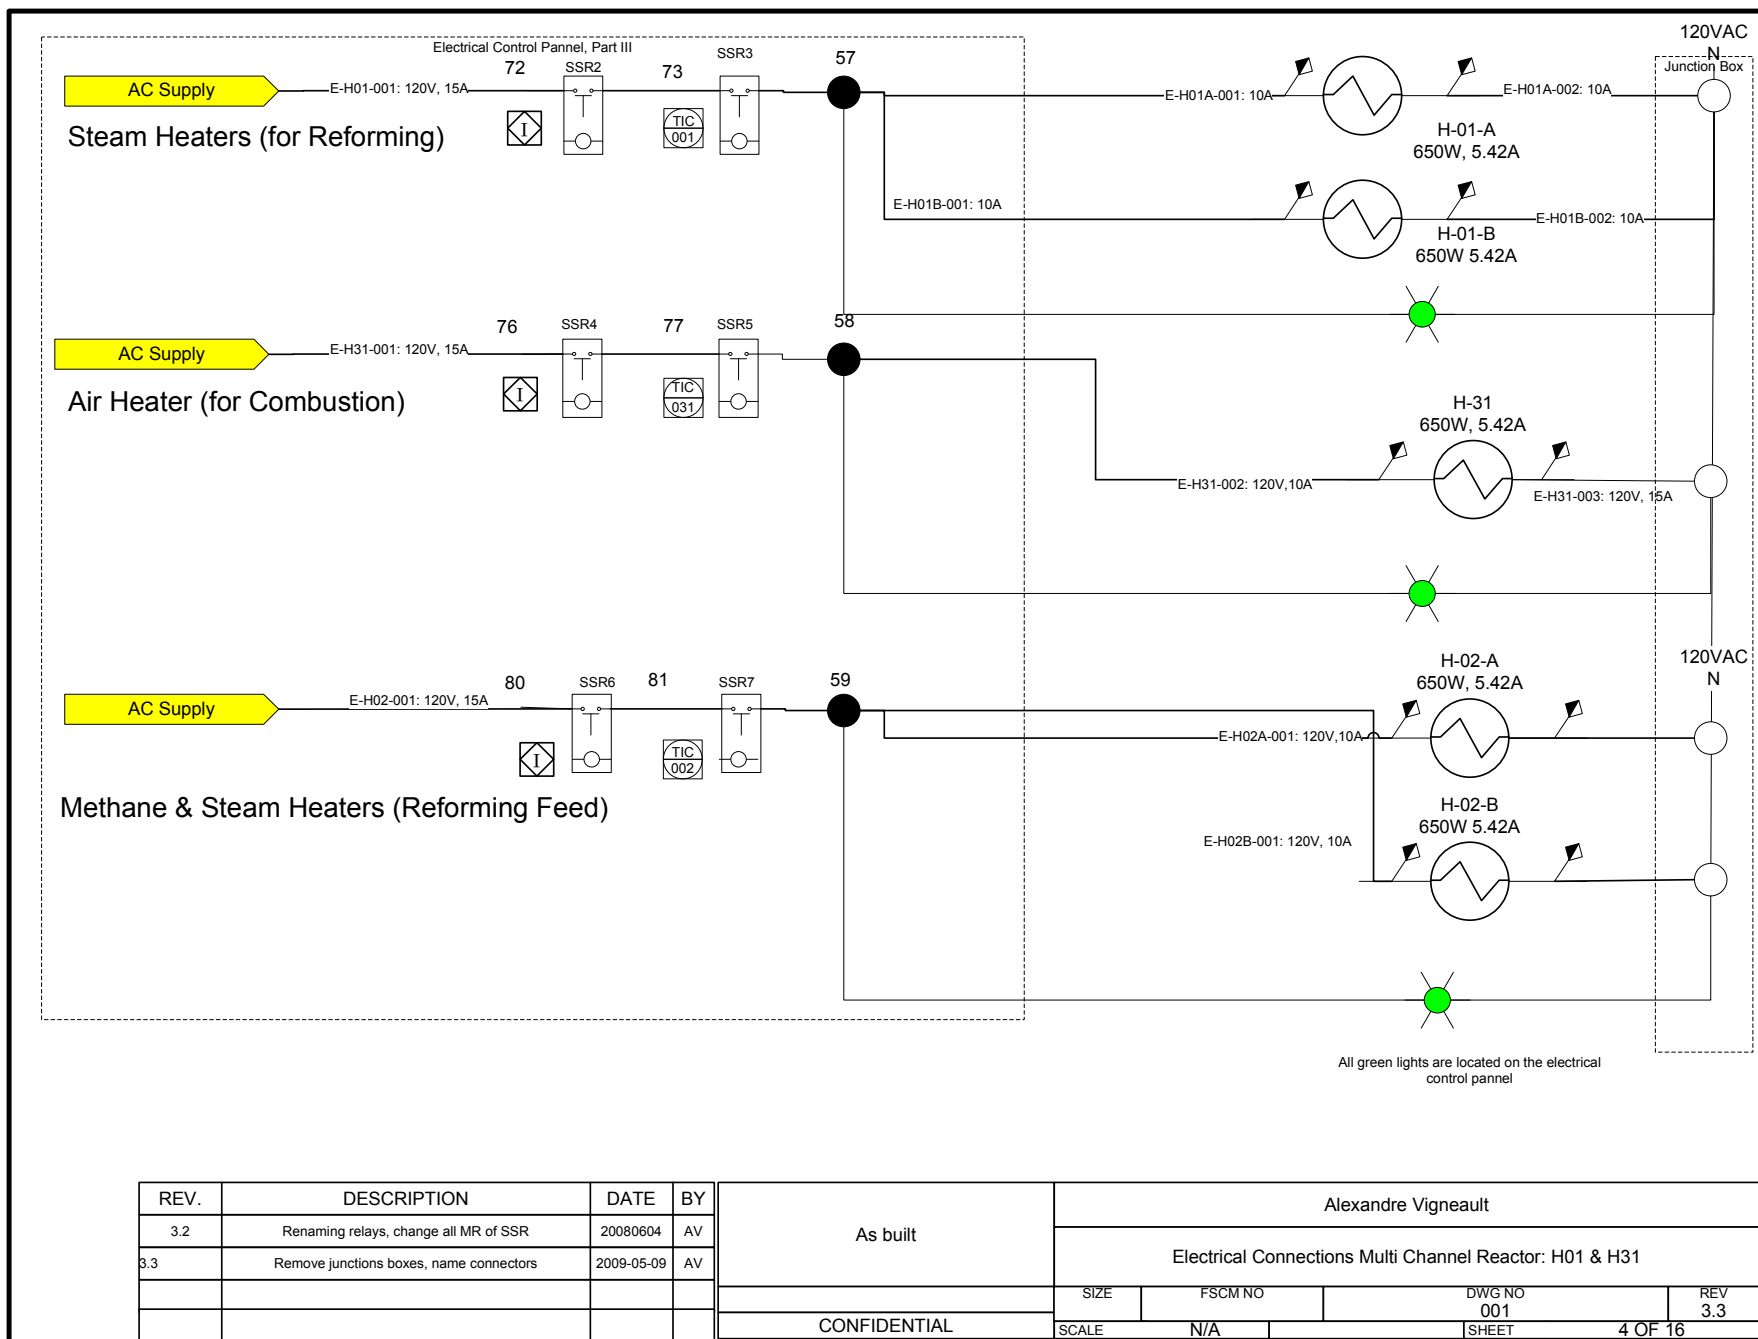 120VAC
N
Electrical Control Pannel, Part III
Junction Box
72
SSR2
73
SSR3
57
AC Supply
E-H01-001: 120V, 15A
E-H01A-001: 10A
E-H01A-002: 10A
I
TIC
001
Steam Heaters (for Reforming)
H-01-A
650W, 5.42A
E-H01B-001: 10A
E-H01B-002: 10A
H-01-B
650W 5.42A
76
SSR4
77
SSR5
58
AC Supply
E-H31-001: 120V, 15A
I
TIC
031
Air Heater (for Combustion)
H-31
650W, 5.42A
E-H31-002: 120V,10A
E-H31-003: 120V, 15A
120VAC
N
80
SSR6
81
SSR7
59
H-02-A
650W, 5.42A
AC Supply
E-H02-001: 120V, 15A
E-H02A-001: 120V,10A
I
TIC
002
Methane & Steam Heaters (Reforming Feed)
H-02-B
650W 5.42A
E-H02B-001: 120V, 10A
All green lights are located on the electrical
control pannel
REV.
DESCRIPTION
DATE
BY
3.2
Renaming relays, change all MR of SSR
20080604
AV
3.3
Remove junctions boxes, name connectors
2009-05-09
AV
As built
CONFIDENTIAL
Alexandre Vigneault
Electrical Connections Multi Channel Reactor: H01 & H31
SIZE
FSCM NO
DWG NO
001
REV
3.3
SCALE
N/A
SHEET
4 OF 16